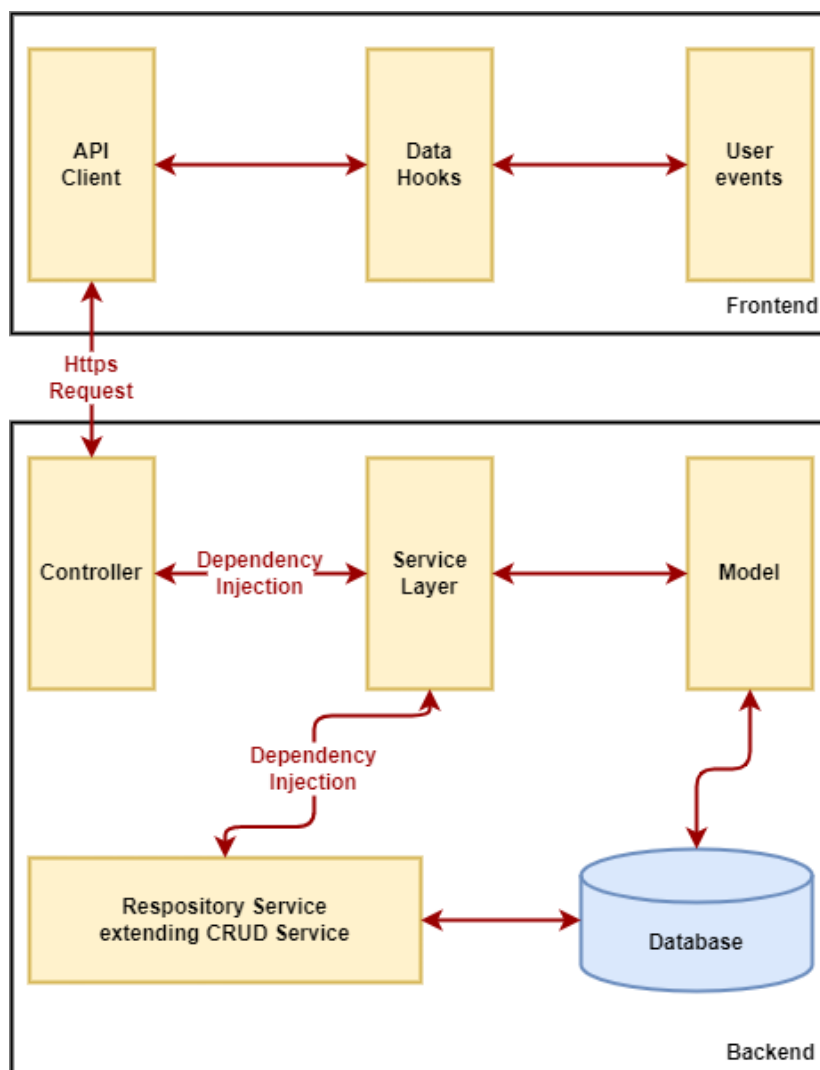 API
Client
Data
Hooks
User
events
Frontend
Https
Request
Controller
Dependency
Injection
Service
Layer
Model
Dependency
Injection
Respository Service
extending CRUD Service
Database
Backend